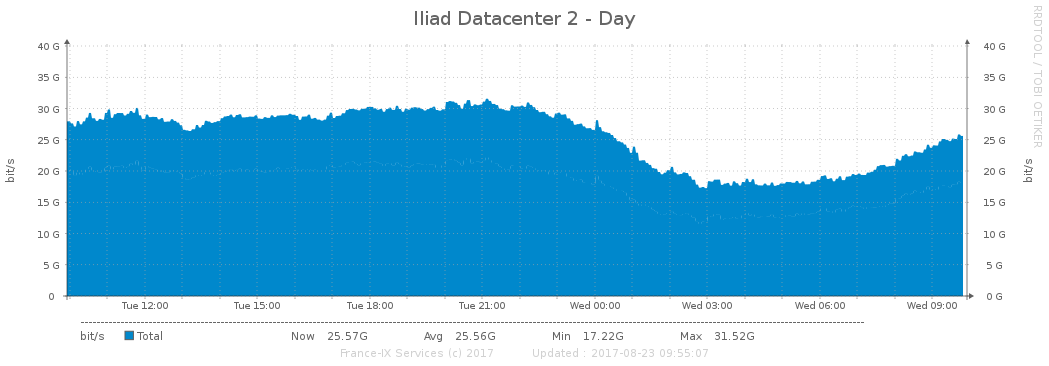 Iliad Datacenter 2 - Day
RRDTOOL / TOBI OETIKER
bit/s
40 G 40 G
35 G 35 G
30 G 30 G
25 G 25 G
20 G 20 G
15 G 15 G
10 G 10 G
5 G 5 G
0 0 G
bit/s
Tue 12:00 Tue 15:00 Tue 18:00 Tue 21:00 Wed 00:00 Wed 03:00 Wed 06:00 Wed 09:00
bit/s Total Now 25.57G Avg 25.56G Min 17.22G Max 31.52G
France-IX Services (c) 2017 Updated : 2017-08-23 09:55:07